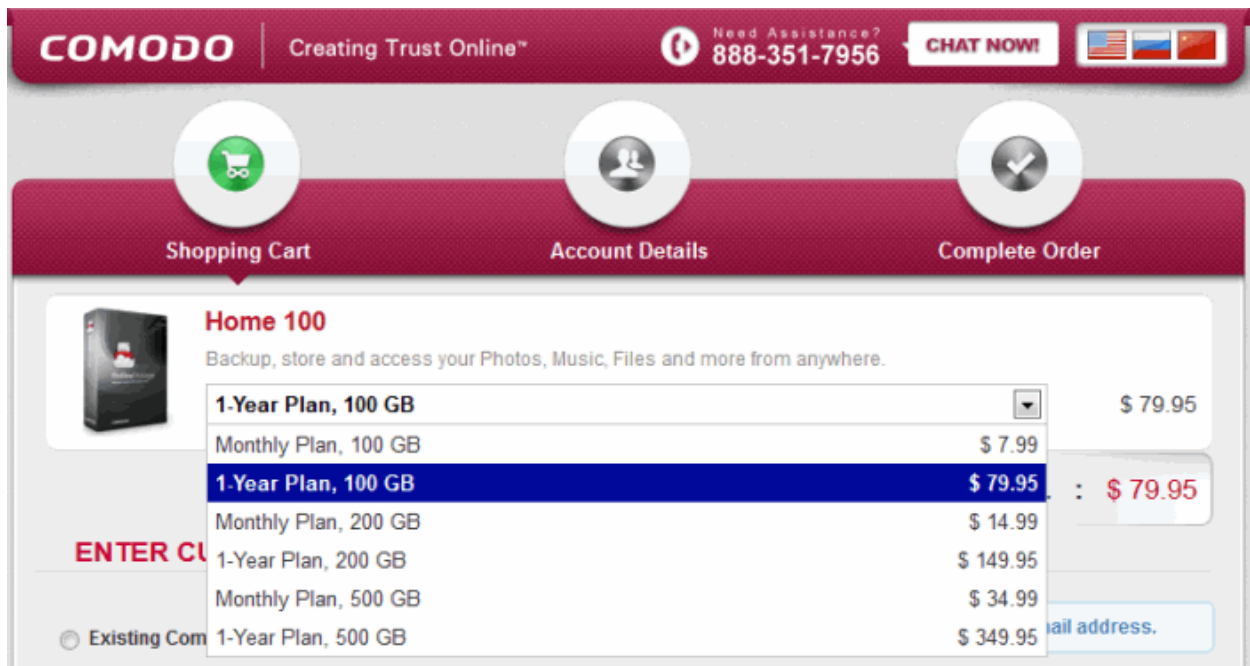 COMODO Creating Trust Online™ Need Assistance? 888-351-7956 CHAT NOW!
Shopping Cart Account Details Complete Order
Home 100
Backup, store and access your Photos, Music, Files and more from anywhere.
1-Year Plan, 100 GB $ 79.95
Monthly Plan, 100 GB $ 7.99
1-Year Plan, 100 GB $ 79.95
: $ 79.95
Monthly Plan, 200 GB $ 14.99
ENTER CU
1-Year Plan, 200 GB $ 149.95
Monthly Plan, 500 GB $ 34.99
Existing Com
1-Year Plan, 500 GB $ 349.95
ail address.